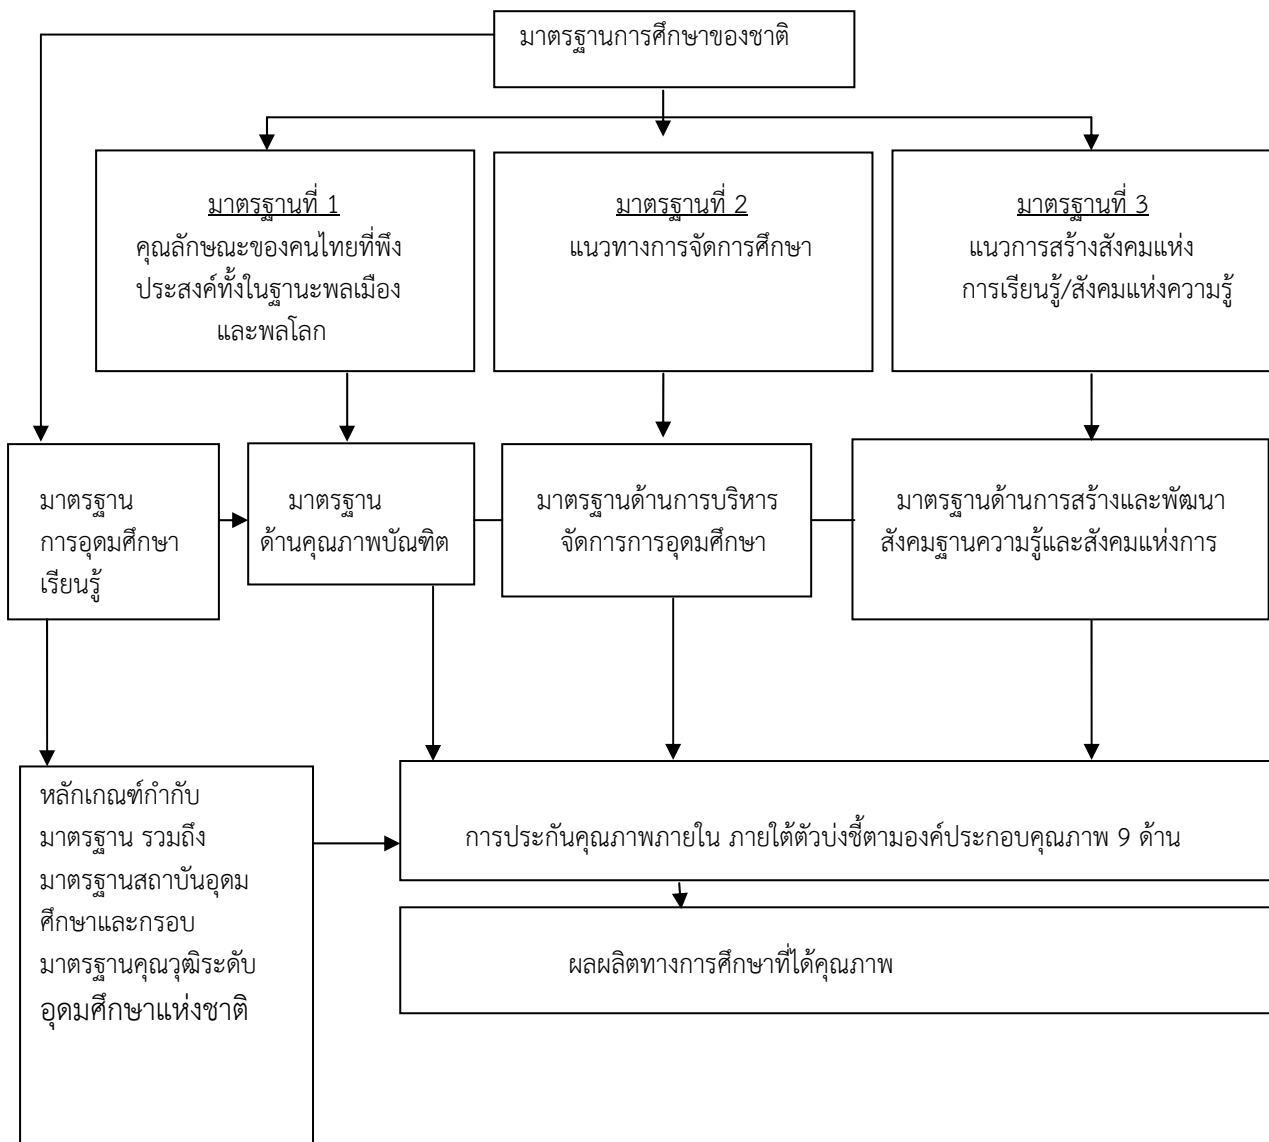 มาตรฐานการศึกษาของชาติ
มาตรฐานที่ 1
คุณลักษณะของคนไทยที่พึง
ประสงค์ทั้งในฐานะพลเมือง
และพลโลก
มาตรฐานที่ 2
แนวทางการจัดการศึกษา
มาตรฐานที่ 3
แนวการสร้างสังคมแห่ง
การเรียนรู้/สังคมแห่งความรู้
มาตรฐาน
การอุดมศึกษา
เรียนรู้
มาตรฐาน
ด้านคุณภาพบัณฑิต
มาตรฐานด้านการบริหาร
จัดการการอุดมศึกษา
มาตรฐานด้านการสร้างและพัฒนา
สังคมฐานความรู้และสังคมแห่งการ
หลักเกณฑ์กำกับ
มาตรฐาน รวมถึง
มาตรฐานสถาบันอุดม
ศึกษาและกรอบ
มาตรฐานคุณวุฒิระดับ
อุดมศึกษาแห่งชาติ
การประกันคุณภาพภายใน ภายใต้ตัวบ่งชี้ตามองค์ประกอบคุณภาพ 9 ด้าน
ผลผลิตทางการศึกษาที่ได้คุณภาพ